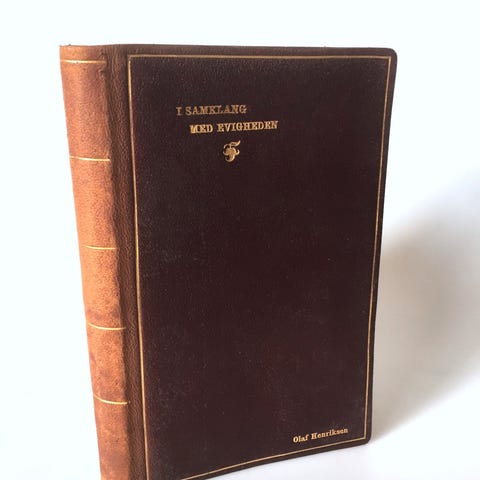 I SAMKLANG
MED EVIGHEDEN
Olaf Henriksen